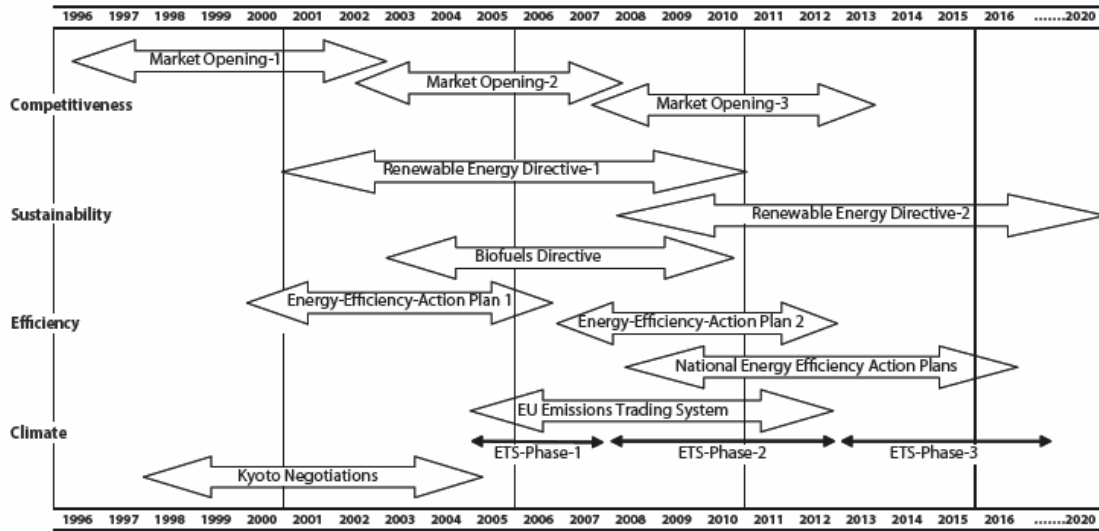 1996 1997 1998 1999 2000 2001 2002 2003 2004 2005 2006 2007 2008 2009 2010 2011 2012 2013 2014 2015 2016 .......2020
Market Opening-1
Market Opening-2
Competitiveness
Market Opening-3
Renewable Energy Directive-1
Sustainability
Renewable Energy Directive-2
Biofuels Directive
Energy-Efficiency-Action Plan 1
Efficiency
Energy-Efficiency-Action Plan 2
National Energy Efficiency Action Plans
EU Emissions Trading System
Climate
ETS-Phase-1 ETS-Phase-2 ETS-Phase-3
Kyoto Negotiations
1996 1997 1998 1999 2000 2001 2002 2003 2004 2005 2006 2007 2008 2009 2010 2011 2012 2013 2014 2015 2016 .......2020